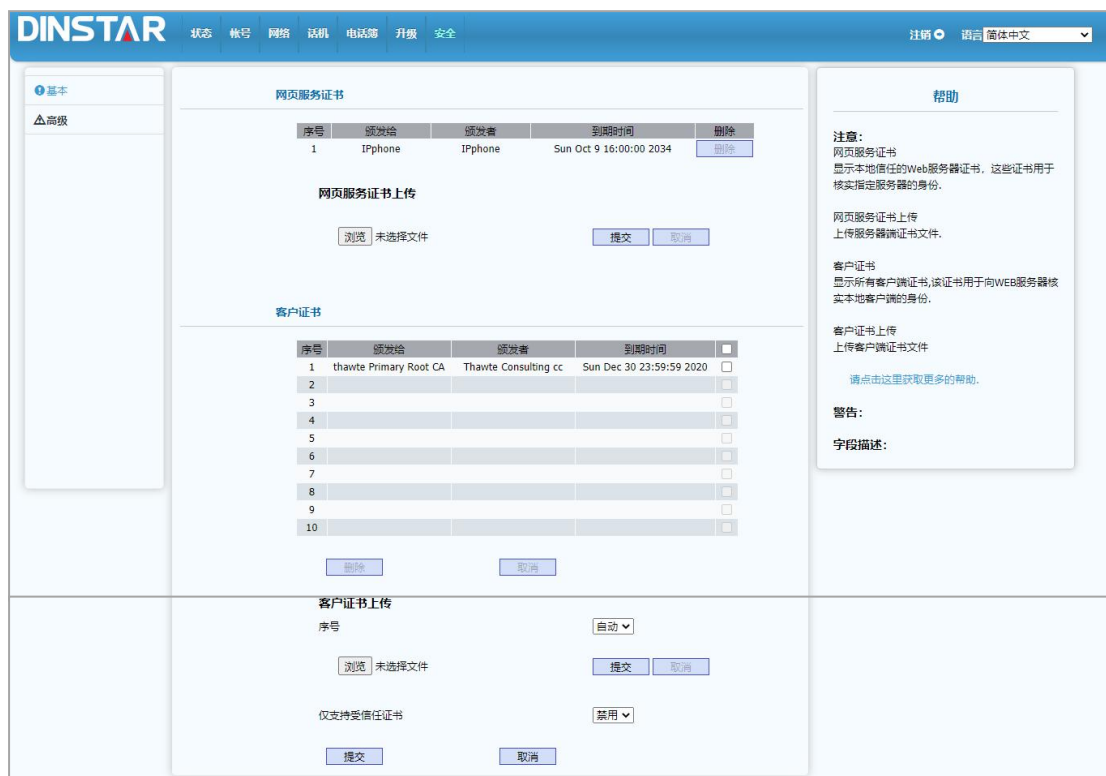 DINSTAR 状态 帐号 网络 话机 电话簿 升级 安全 注销 语言 简体中文
基本
高级
网页服务证书
序号 颁发给 颁发者 到期时间 删除
1 IPphone IPphone Sun Oct 9 16:00:00 2034 删除
网页服务证书上传
浏览 未选择文件 提交 取消
客户证书
序号 颁发给 颁发者 到期时间
1 thawte Primary Root CA Thawte Consulting cc Sun Dec 30 23:59:59 2020
2
3
4
5
6
7
8
9
10
删除 取消
客户证书上传
序号 自动
浏览 未选择文件 提交 取消
仅支持受信任证书 禁用
提交 取消
帮助
注意:
网页服务证书
显示本地信任的Web服务器证书，这些证书用于
核实指定服务器的身份.
网页服务证书上传
上传服务器端证书文件.
客户证书
显示所有客户端证书,该证书用于向WEB服务器核
实本地客户端的身份.
客户证书上传
上传客户端证书文件
请点击这里获取更多的帮助.
警告:
字段描述: